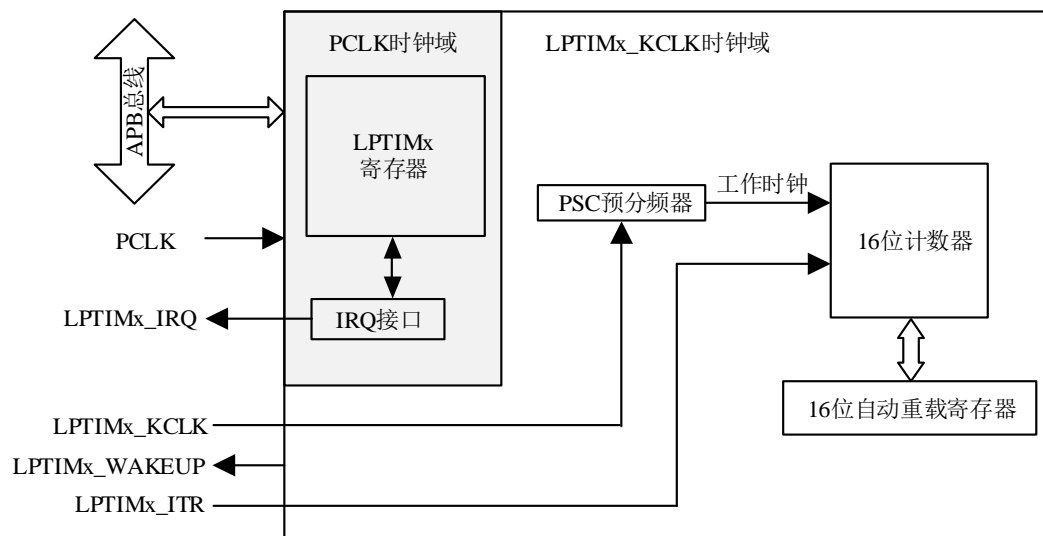 PCLK时钟域
LPTIMx_KCLK时钟域
APB总线
LPTIMx
寄存器
PSC预分频器
工作时钟
16位计数器
PCLK
LPTIMx_IRQ
IRQ接口
16位自动重载寄存器
LPTIMx_KCLK
LPTIMx_WAKEUP
LPTIMx_ITR